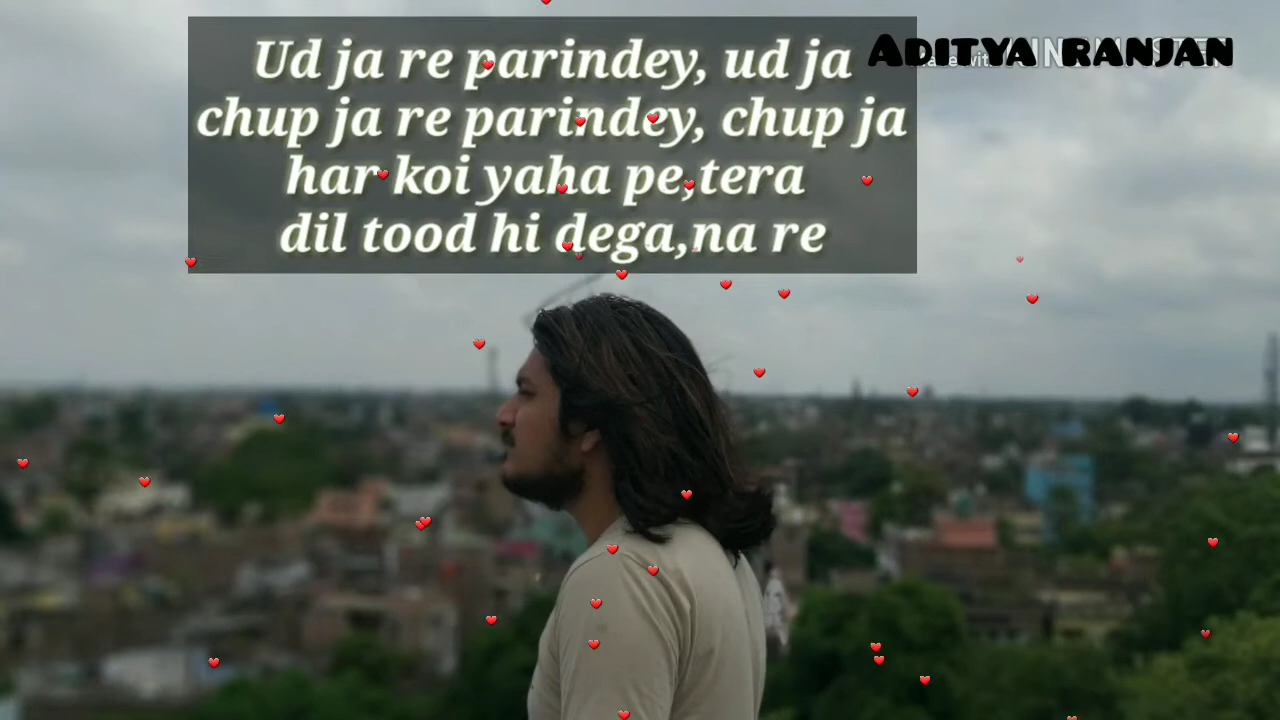 Ud ja re parindey, ud ja
chup ja re parindey, chup ja
har koi yaha pe,tera
dil tood hi dega,na re
ADITYA RANJAN